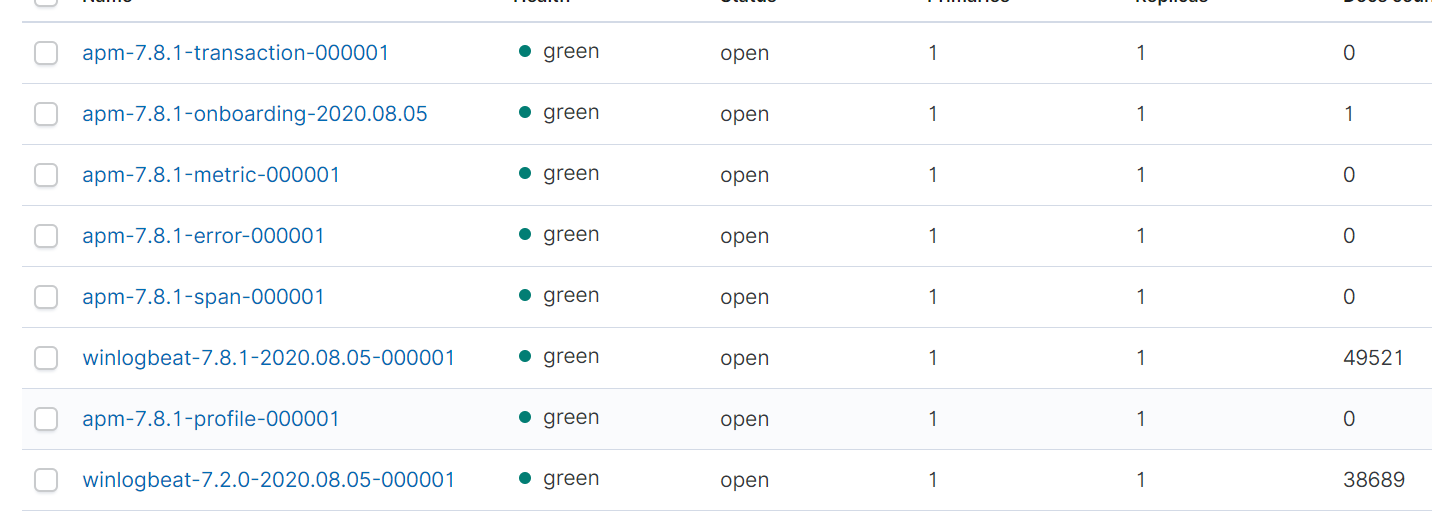 Name Health Status Primaries Replicas Docs count
apm-7.8.1-transaction-000001 green open 1 1 0
apm-7.8.1-onboarding-2020.08.05 green open 1 1 1
apm-7.8.1-metric-000001 green open 1 1 0
apm-7.8.1-error-000001 green open 1 1 0
apm-7.8.1-span-000001 green open 1 1 0
winlogbeat-7.8.1-2020.08.05-000001 green open 1 1 49521
apm-7.8.1-profile-000001 green open 1 1 0
winlogbeat-7.2.0-2020.08.05-000001 green open 1 1 38689